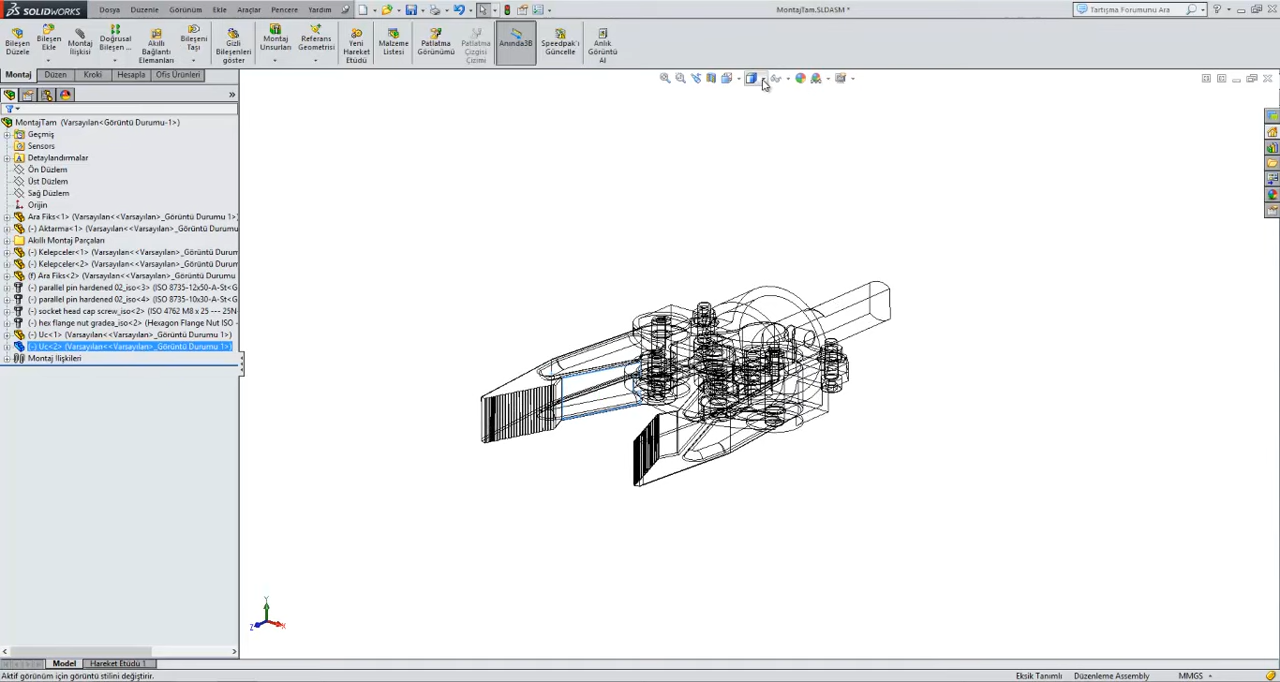 SOLIDWORKS
Dosya Düzenle Görünüm Ekle Araçlar Pencere Yardım
MontajTam.SLDASM *
Tartışma Forumunu Ara
Bileşen Düzele
Bileşen Ekle
Montaj İlişkisi
Doğrusal Bileşen ...
Akıllı Bağlantı Elemanları
Bileşeni Taşı
Gizli Bileşenleri göster
Montaj Unsurları
Referans Geometrisi
Yeni Hareket Etüdü
Malzeme Listesi
Patlatma Görünümü
Patlatma Çizgisi Çizimi
Anında3B
Speedpak'ı Güncelle
Anlık Görüntü Al
Montaj Düzen Kroki Hesapla Ofis Ürünleri
MontajTam (Varsayılan<Görüntü Durumu-1>)
Geçmiş
Sensors
Detaylandırmalar
Ön Düzlem
Üst Düzlem
Sağ Düzlem
Orijin
Ara Fiks<1> (Varsayılan<<Varsayılan>_Görüntü Durumu 1>)
(-) Aktarma<1> (Varsayılan<<Varsayılan>_Görüntü Durumu
Akıllı Montaj Parçaları
(-) Kelepceler<1> (Varsayılan<<Varsayılan>_Görüntü Durum
(-) Kelepceler<2> (Varsayılan<<Varsayılan>_Görüntü Durum
(f) Ara Fiks<2> (Varsayılan<<Varsayılan>_Görüntü Durumu
(-) parallel pin hardened 02_iso<3> (ISO 8735-12x50-A-St<G
(-) parallel pin hardened 02_iso<4> (ISO 8735-10x30-A-St<G
(-) socket head cap screw_iso<2> (ISO 4762 M8 x 25 --- 25N
(-) hex flange nut gradea_iso<2> (Hexagon Flange Nut ISO -
(-) Uc<1> (Varsayılan<<Varsayılan>_Görüntü Durumu 1>)
(-) Uc<2> (Varsayılan<<Varsayılan>_Görüntü Durumu 1>)
Montaj İlişkileri
Y
Z X
Model Hareket Etüdü 1
Aktif görünüm için görüntü stilini değiştirir.
Eksik Tanımlı Düzenleme Assembly MMGS